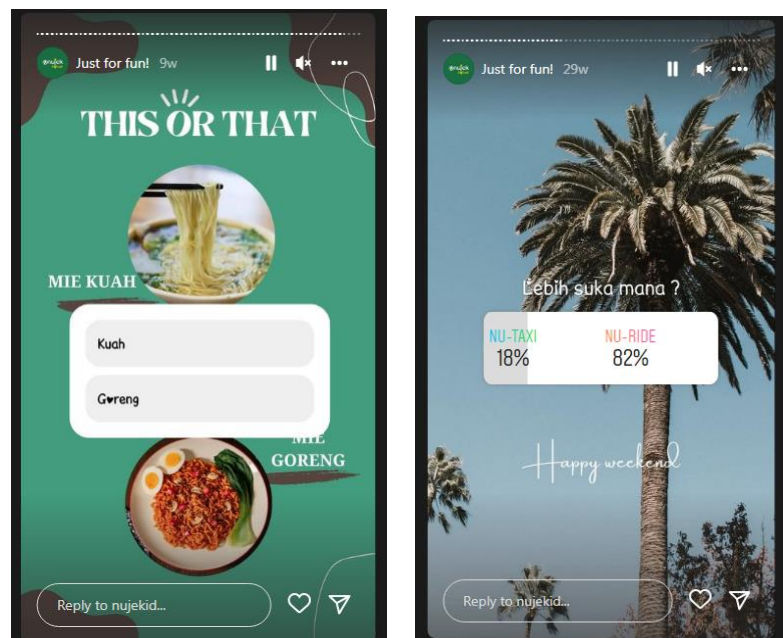 Just for fun! 9w
THIS OR THAT
MIE KUAH
Kuah
G♥reng
MIE
GORENG
Reply to nujekid...
Just for fun! 29w
Lebih suka mana ?
NU-TAXI NU-RIDE
18% 82%
Happy weekend
Reply to nujekid...